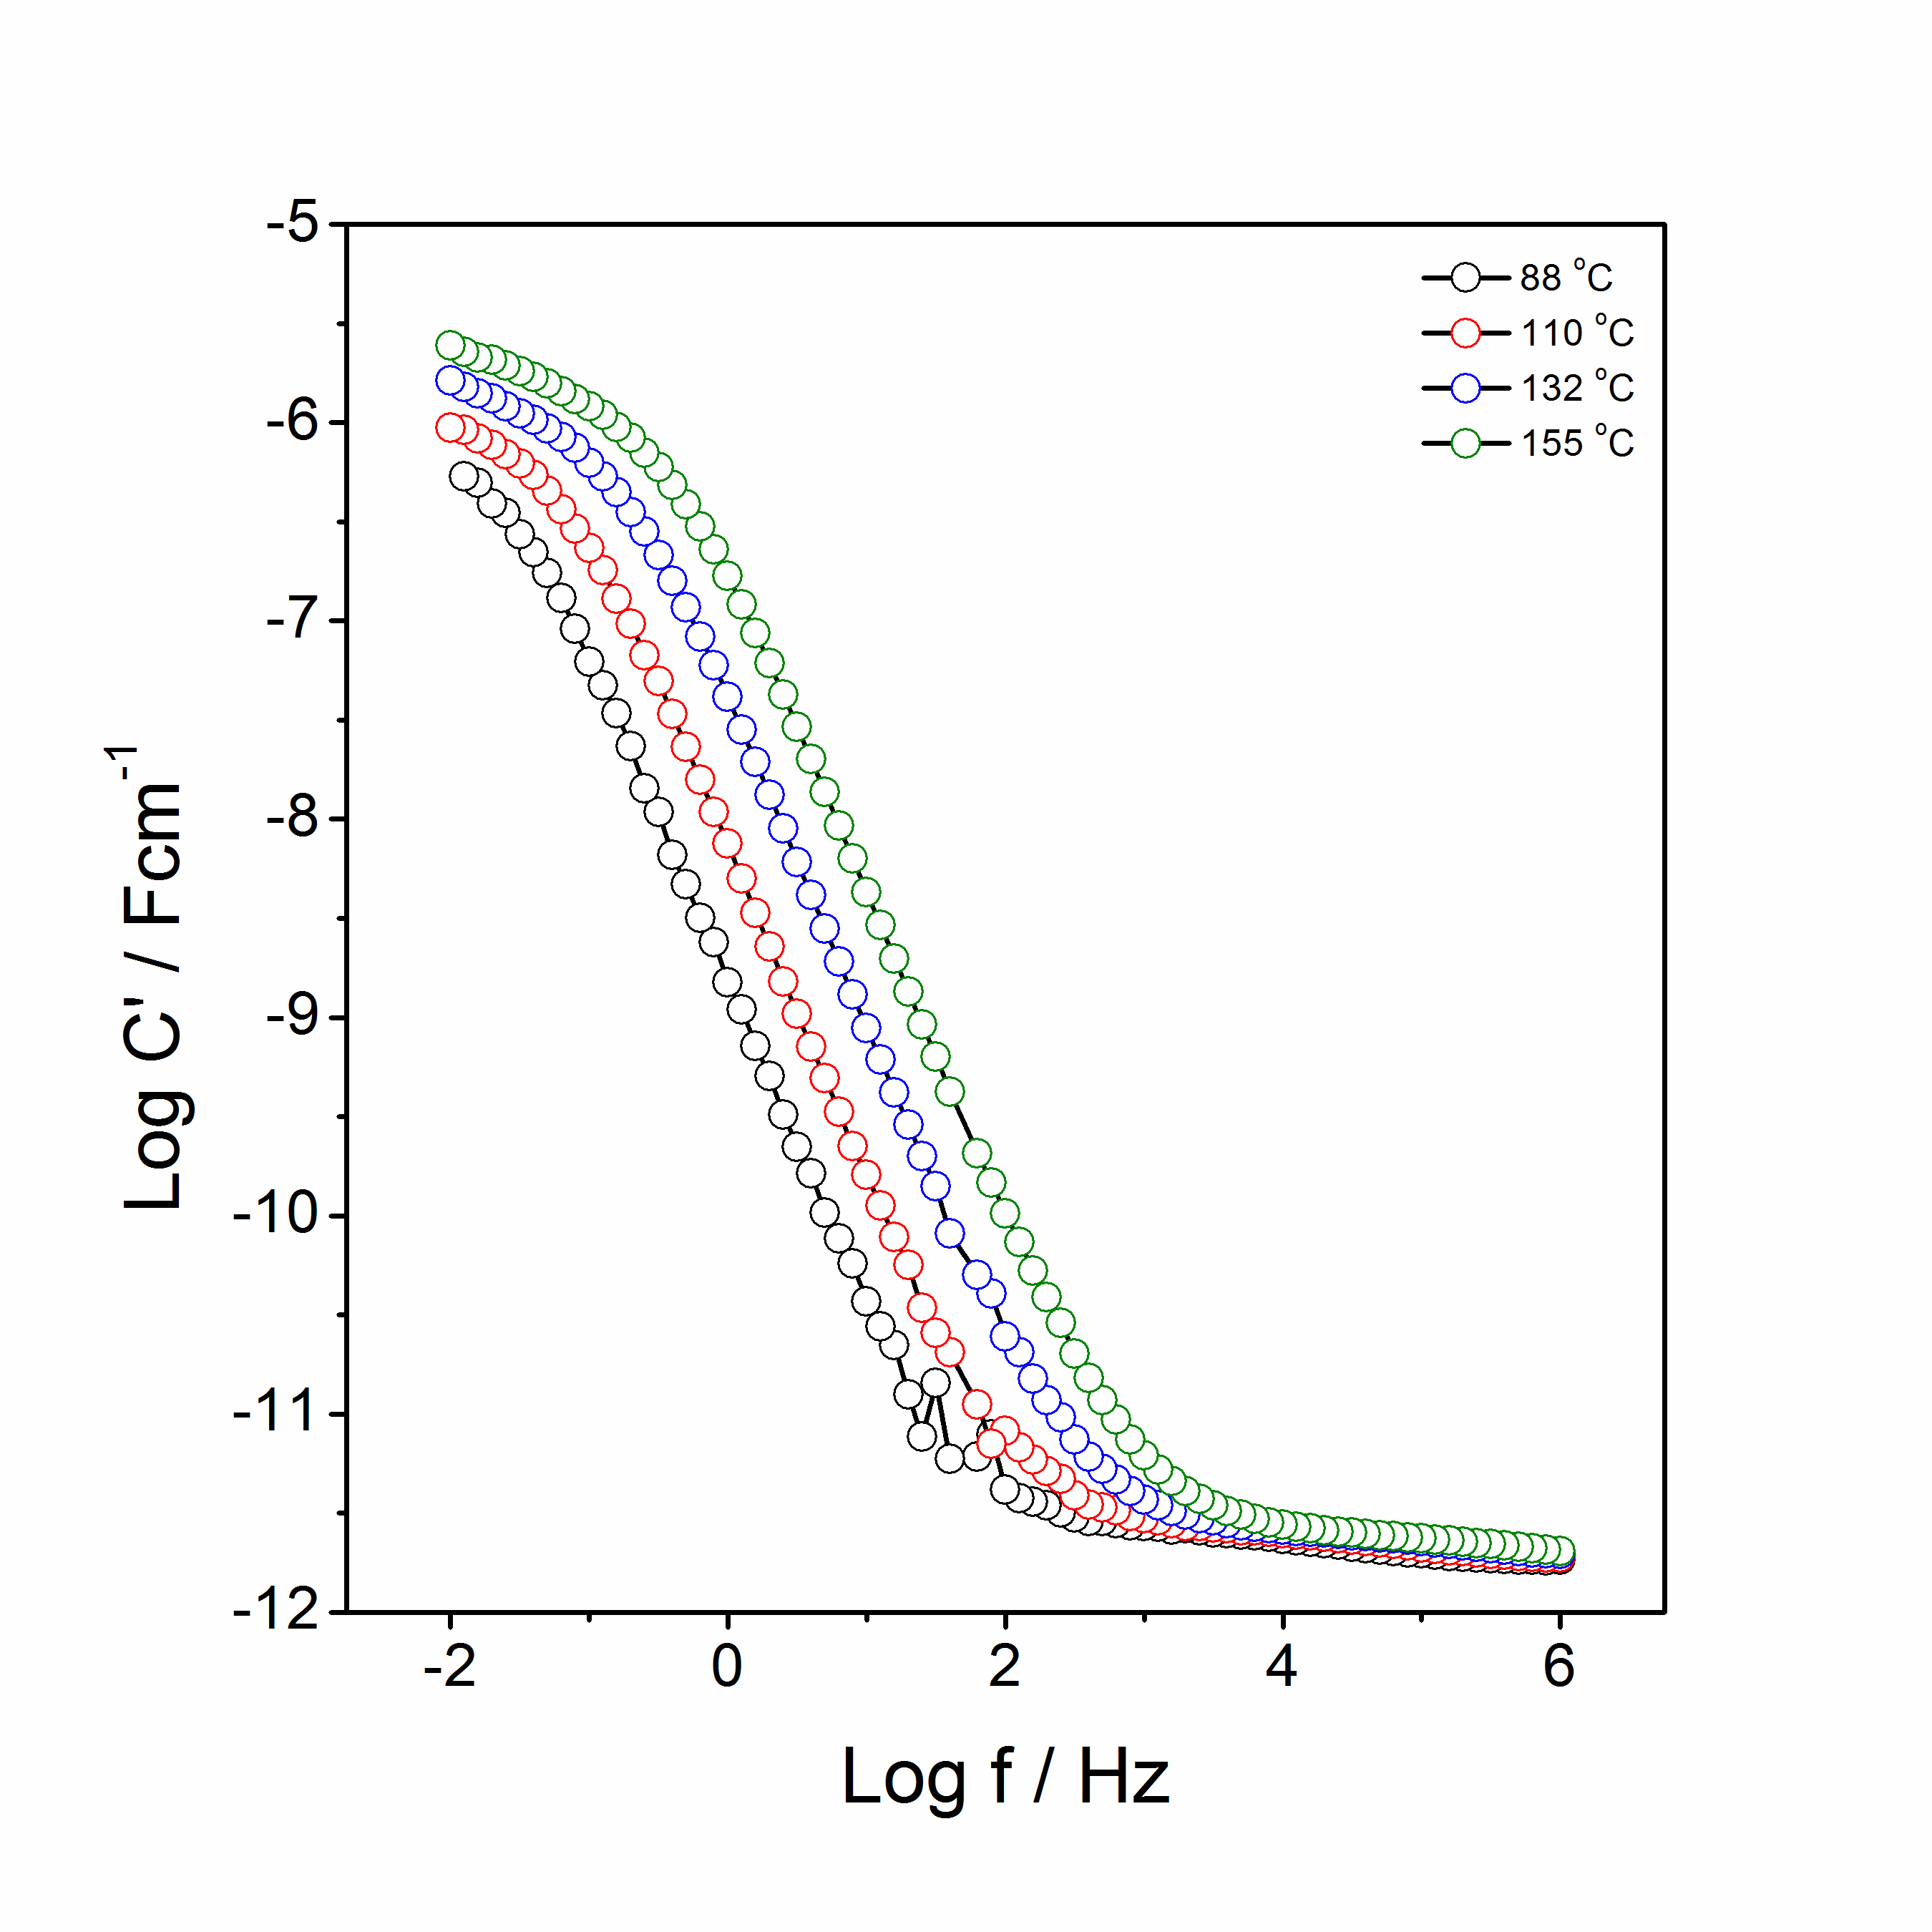 -5
-6
-7
-8
-9
-10
-11
-12
Log C' / Fcm⁻¹
88 °C
110 °C
132 °C
155 °C
-2 0 2 4 6
Log f / Hz